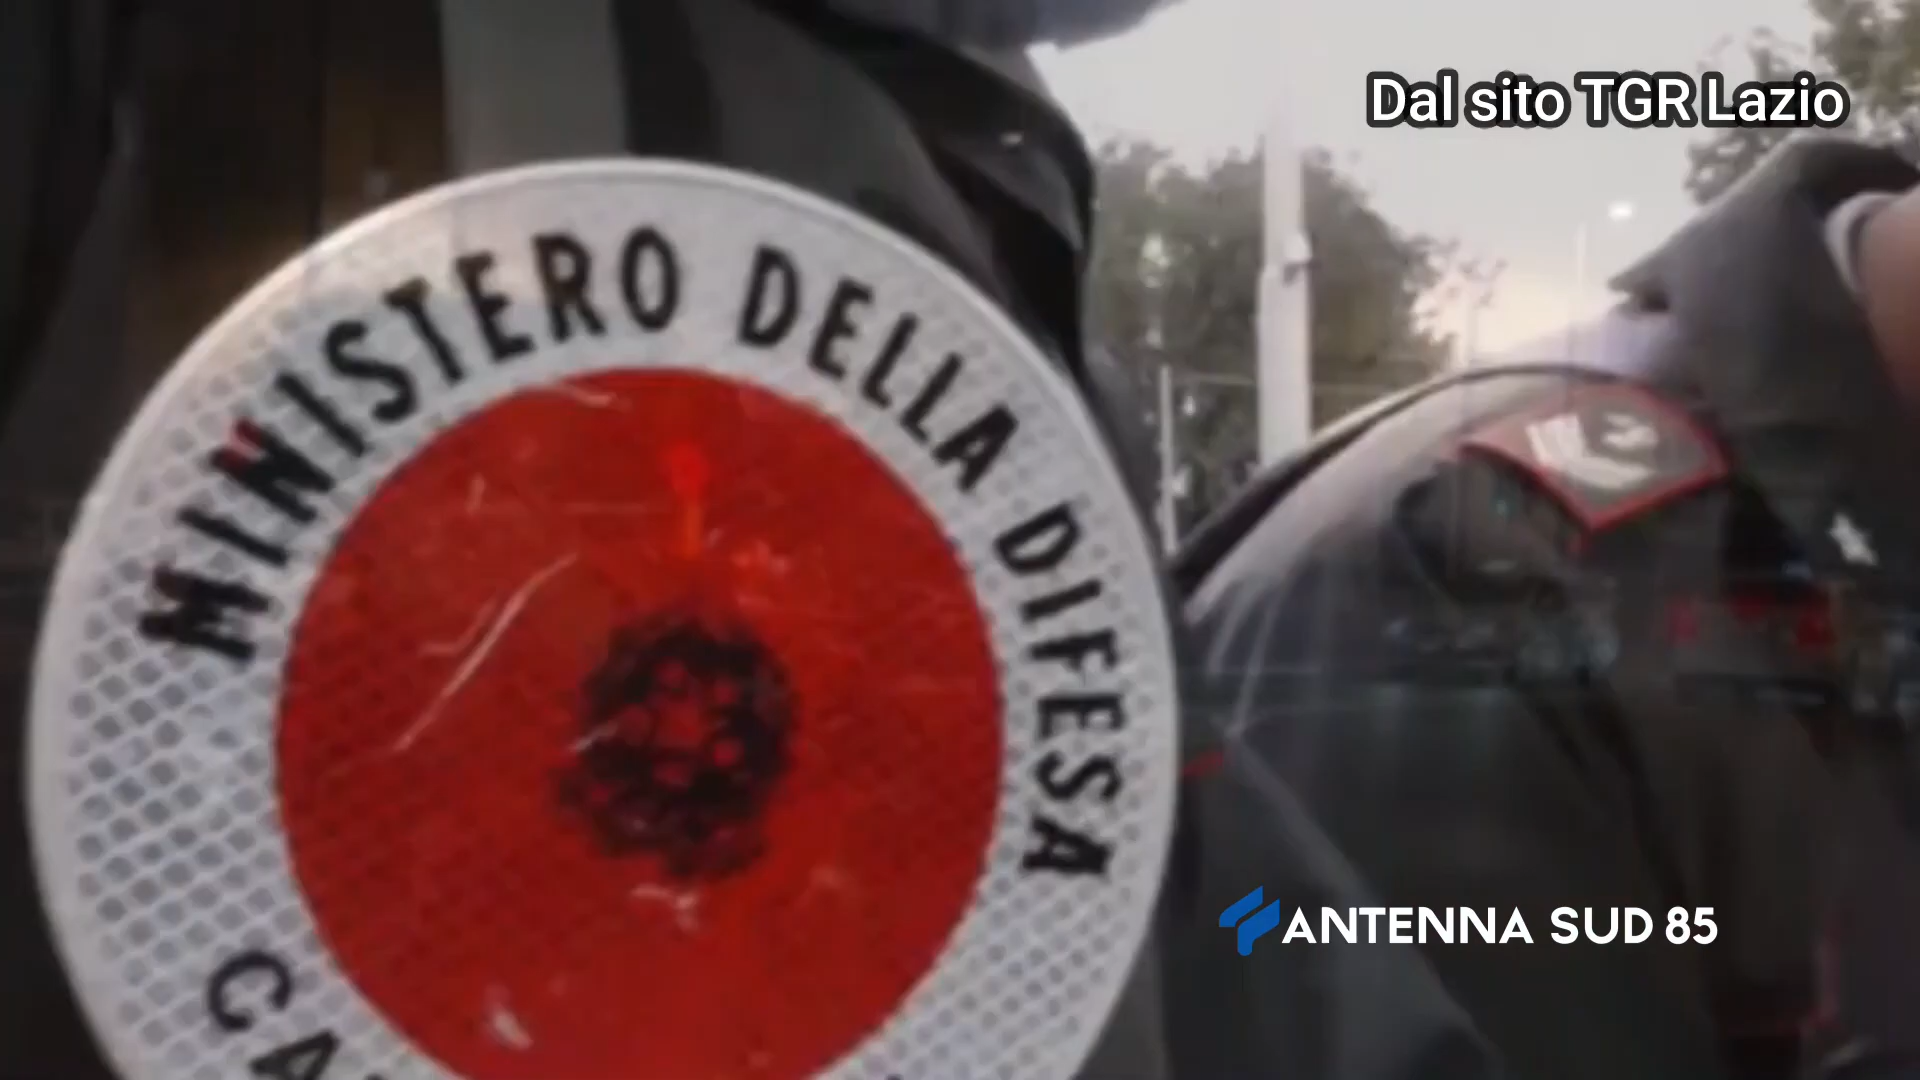 Dal sito TGR Lazio
MINISTERO DELLA DIFESA
ANTENNA SUD 85